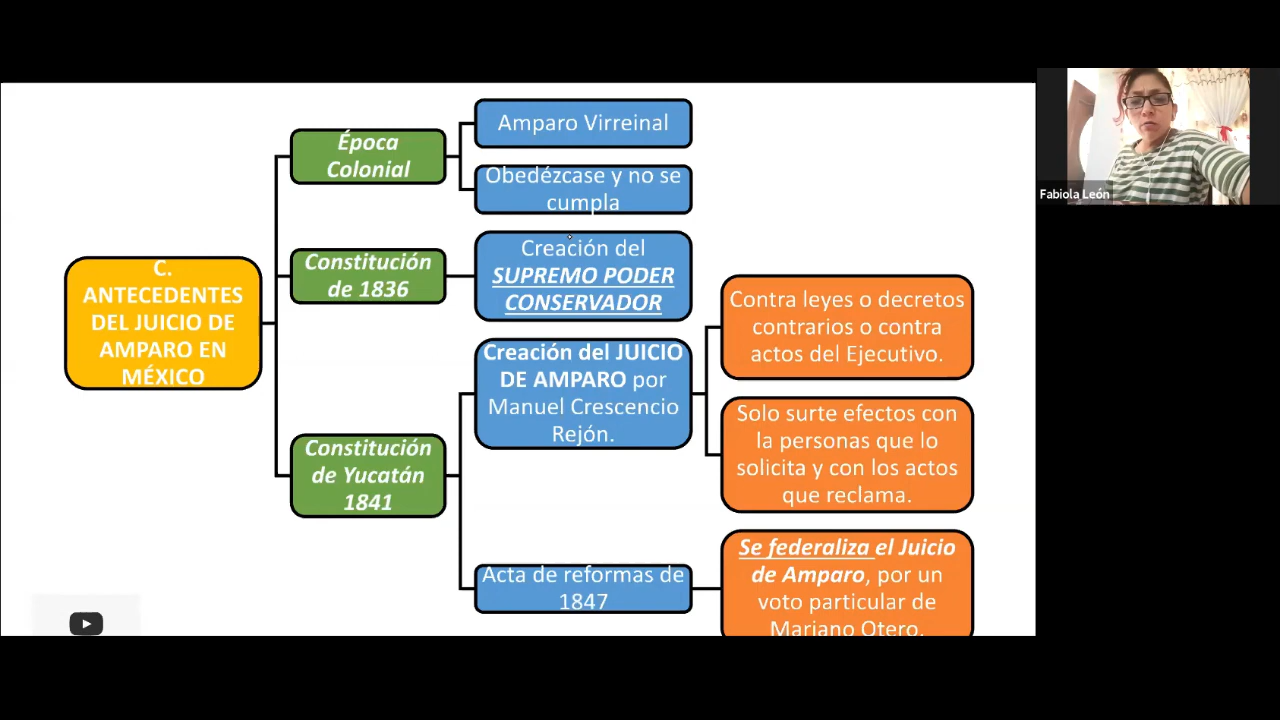 C.
ANTECEDENTES
DEL JUICIO DE
AMPARO EN
MÉXICO
Época
Colonial
Amparo Virreinal
Obedézcase y no se
cumpla
Constitución
de 1836
Creación del
SUPREMO PODER
CONSERVADOR
Constitución
de Yucatán
1841
Creación del JUICIO
DE AMPARO por
Manuel Crescencio
Rejón.
Contra leyes o decretos
contrarios o contra
actos del Ejecutivo.
Solo surte efectos con
la personas que lo
solicita y con los actos
que reclama.
Acta de reformas de
1847
Se federaliza el Juicio
de Amparo, por un
voto particular de
Mariano Otero.
Fabiola León